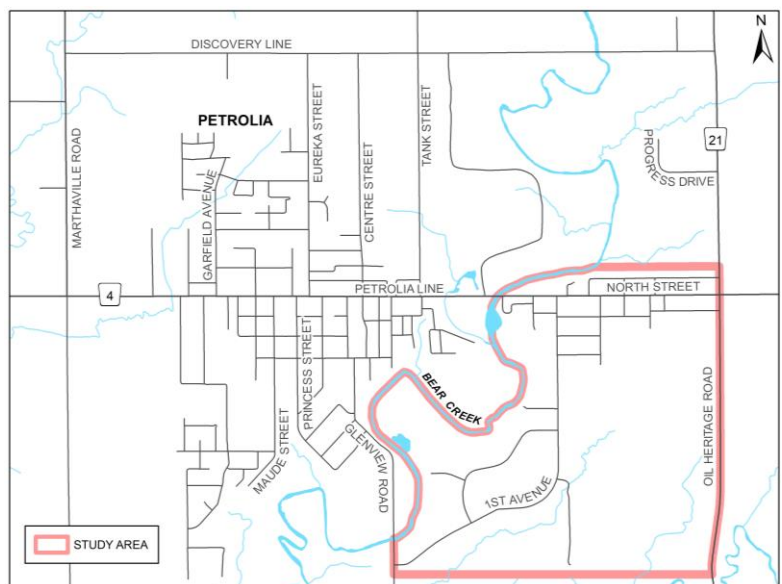 DISCOVERY LINE
N
PETROLIA
MARTHAVILLE ROAD
GARFIELD AVENUE
EUREKA STREET
CENTRE STREET
TANK STREET
PROGRESS DRIVE
21
4
PETROLIA LINE
NORTH STREET
PRINCESS STREET
MAUDE STREET
GLENVIEW ROAD
BEAR CREEK
1ST AVENUE
OIL HERITAGE ROAD
STUDY AREA